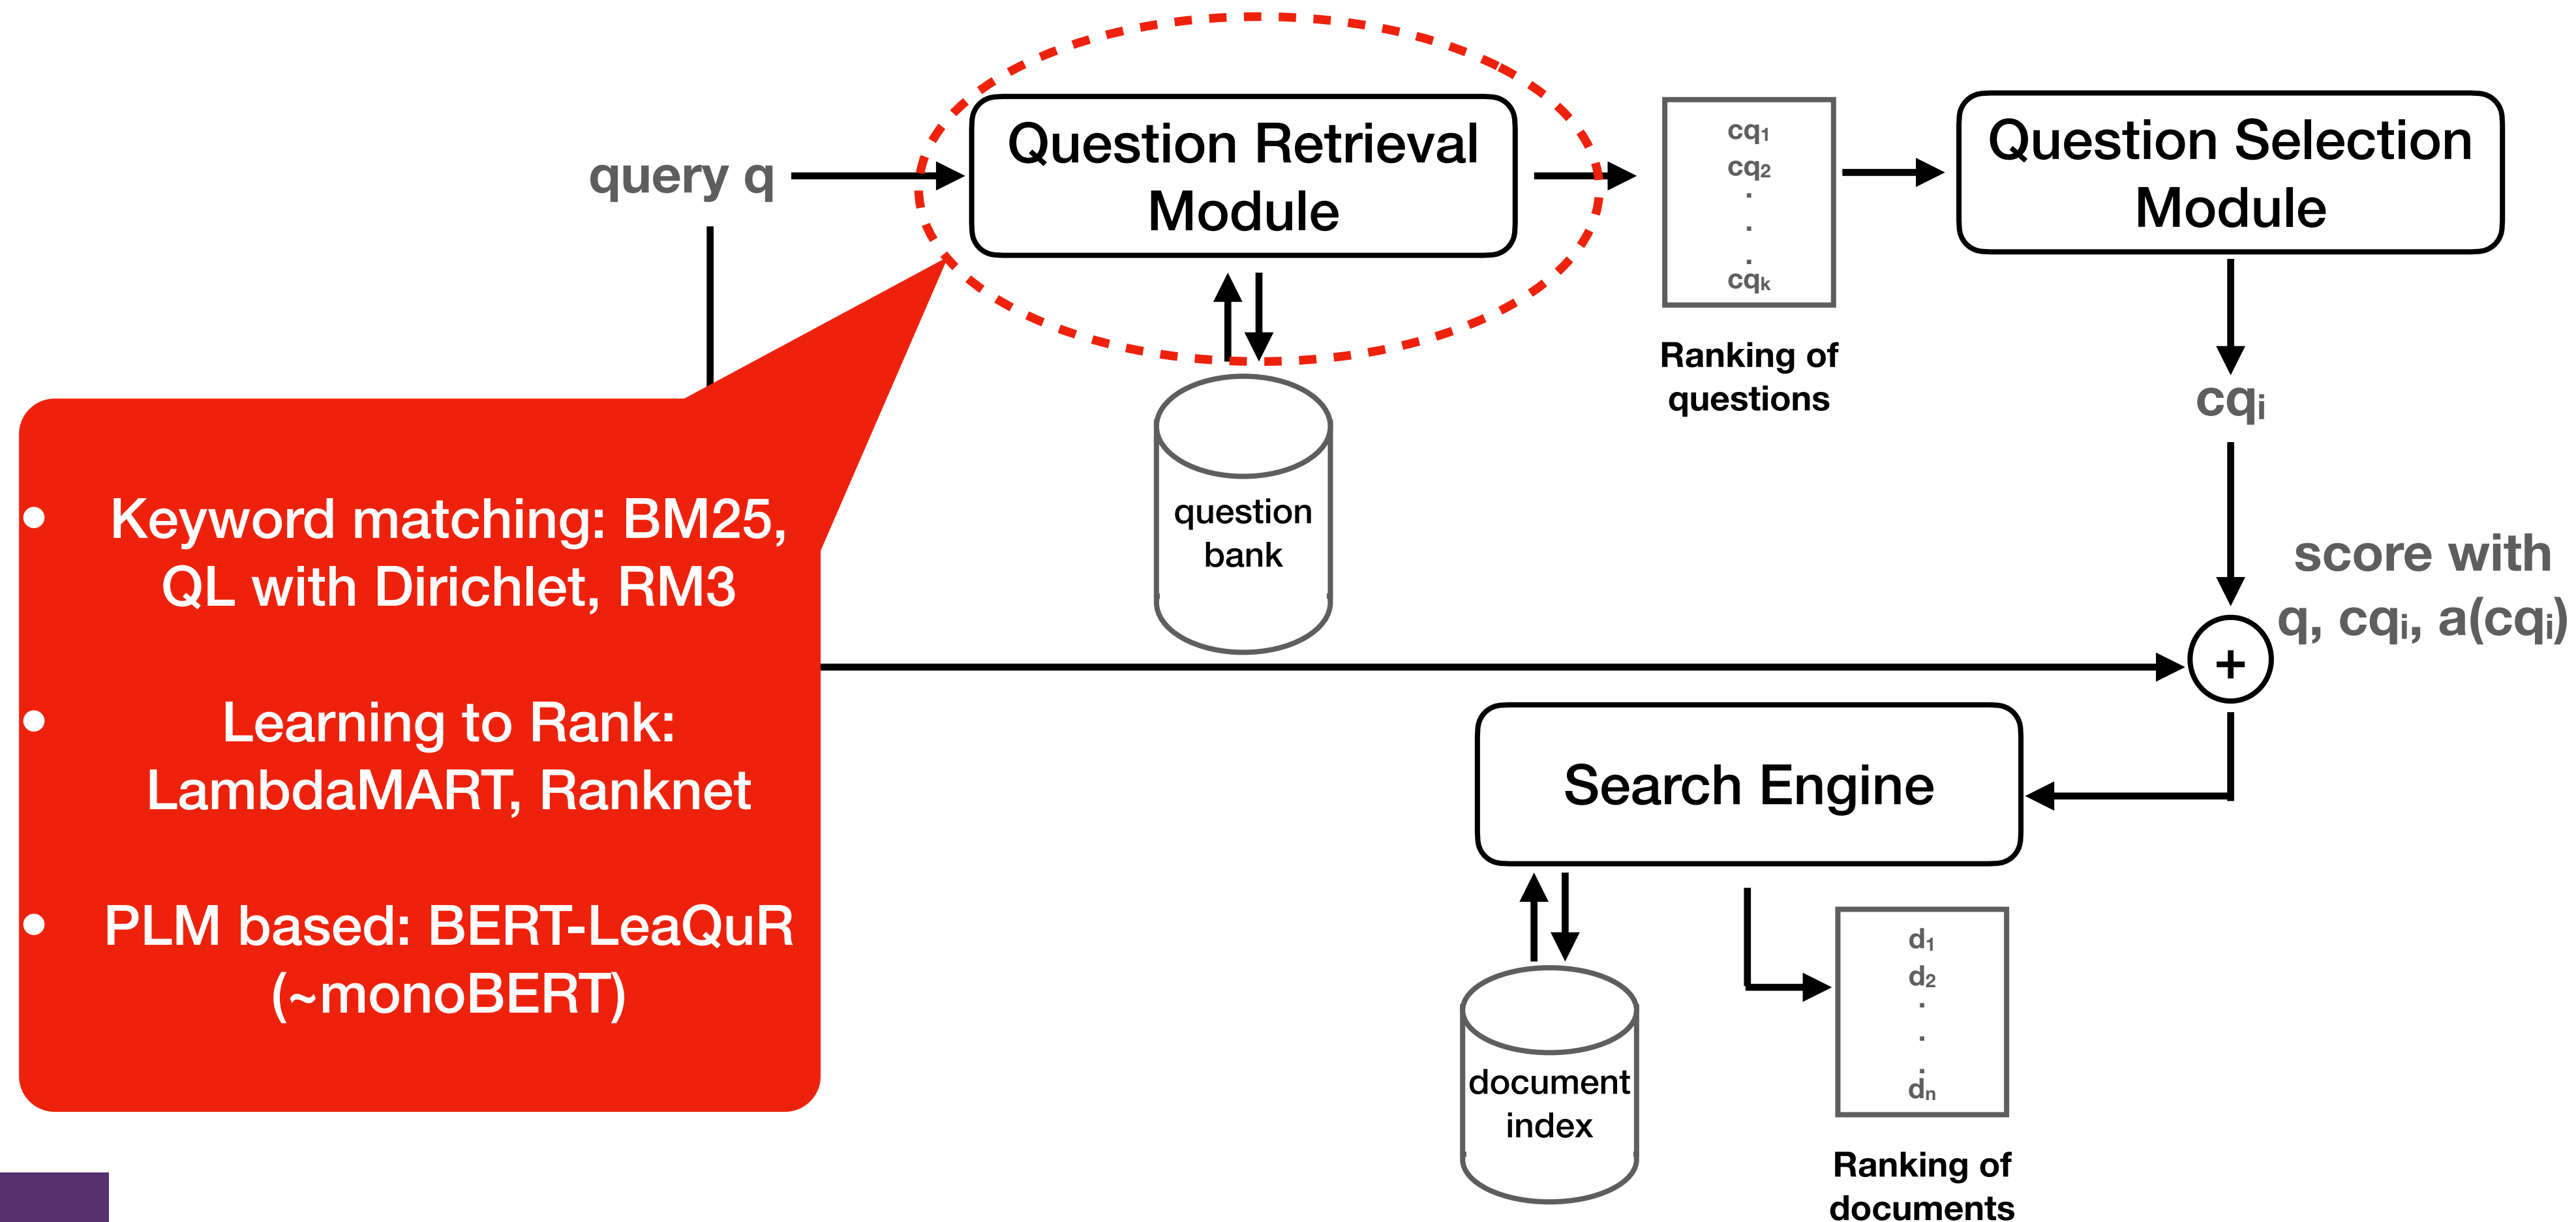 query q
Question Retrieval
Module
cq₁
cq₂
.
.
.
cqₖ
Ranking of
questions
Question Selection
Module
cqᵢ
question
bank
score with
q, cqᵢ, a(cqᵢ)
+
• Keyword matching: BM25,
QL with Dirichlet, RM3
• Learning to Rank:
LambdaMART, Ranknet
• PLM based: BERT-LeaQuR
(~monoBERT)
Search Engine
document
index
d₁
d₂
.
.
.
dₙ
Ranking of
documents